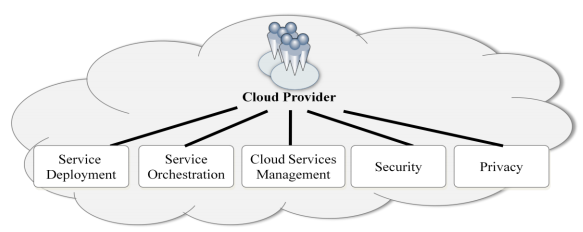 Cloud Provider
Service
Deployment
Service
Orchestration
Cloud Services
Management
Security
Privacy